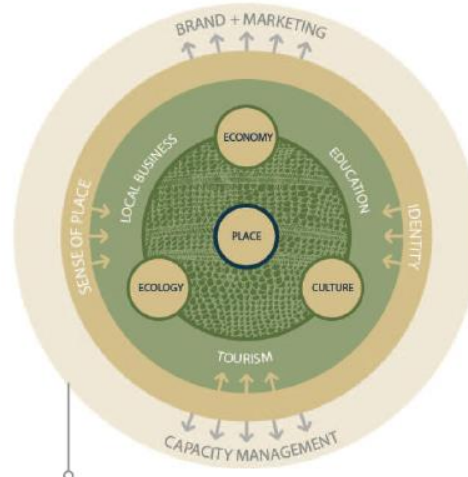 BRAND + MARKETING
ECONOMY
LOCAL BUSINESS
EDUCATION
SENSE OF PLACE
IDENTITY
PLACE
ECOLOGY
CULTURE
TOURISM
CAPACITY MANAGEMENT